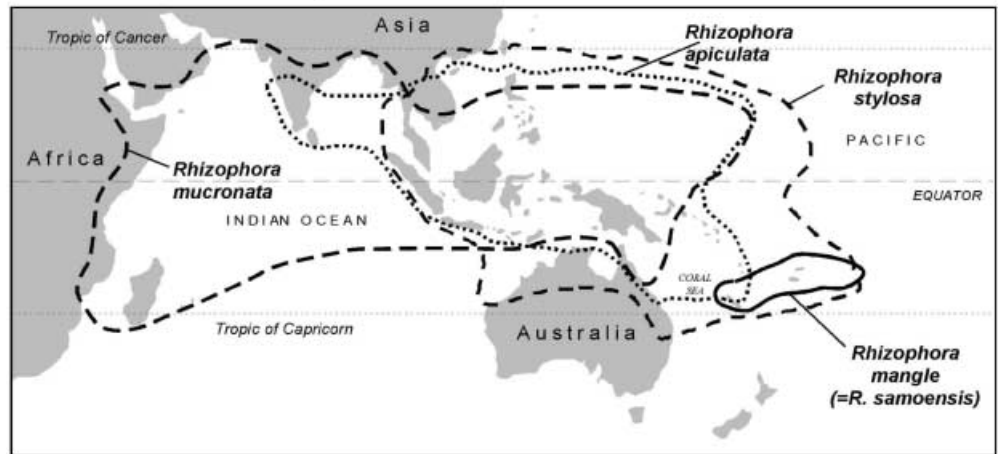 Asia
Tropic of Cancer
Rhizophora
apiculata
Rhizophora
stylosa
PACIFIC
Africa
Rhizophora
mucronata
EQUATOR
INDIAN OCEAN
CORAL
SEA
Tropic of Capricorn
Australia
Rhizophora
mangle
(=R. samoensis)